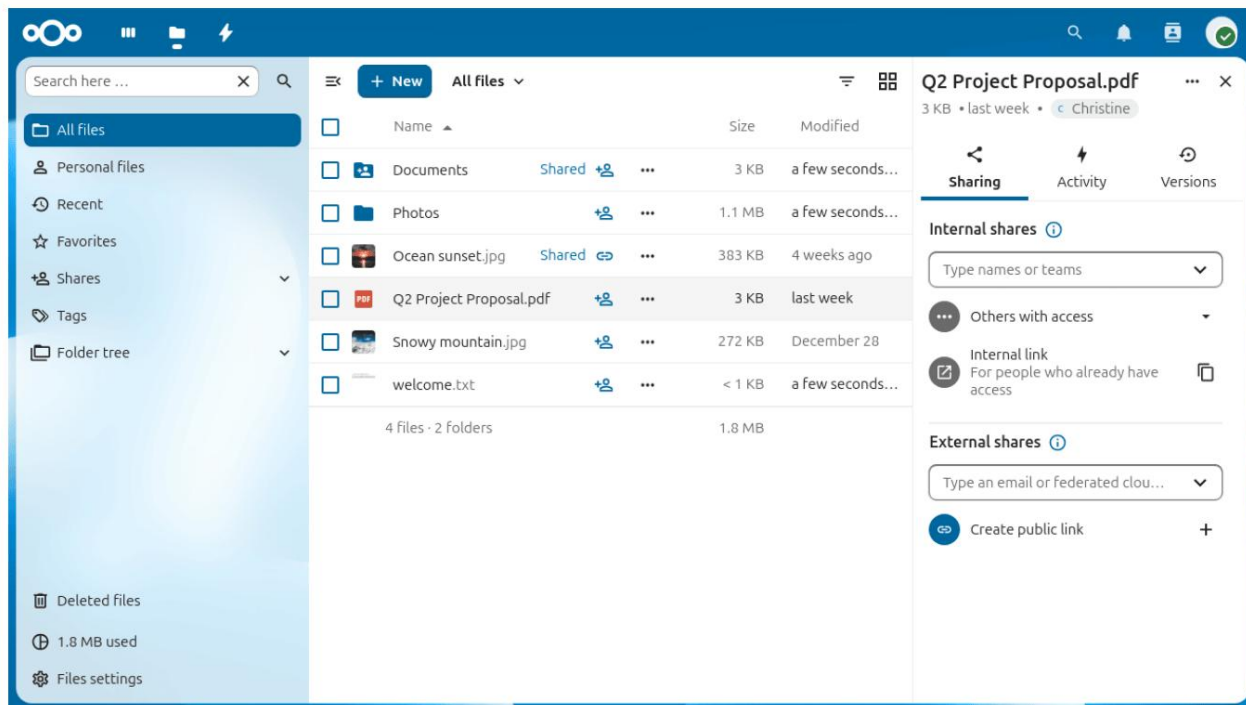 Search here ...
All files
Personal files
Recent
Favorites
Shares
Tags
Folder tree
Deleted files
1.8 MB used
Files settings
+ New All files
Name Size Modified
Documents Shared 3 KB a few seconds...
Photos 1.1 MB a few seconds...
Ocean sunset.jpg Shared 383 KB 4 weeks ago
PDF Q2 Project Proposal.pdf 3 KB last week
Snowy mountain.jpg 272 KB December 28
welcome.txt < 1 KB a few seconds...
4 files · 2 folders 1.8 MB
Q2 Project Proposal.pdf
3 KB • last week • C Christine
Sharing Activity Versions
Internal shares
Type names or teams
Others with access
Internal link
For people who already have
access
External shares
Type an email or federated clou...
Create public link